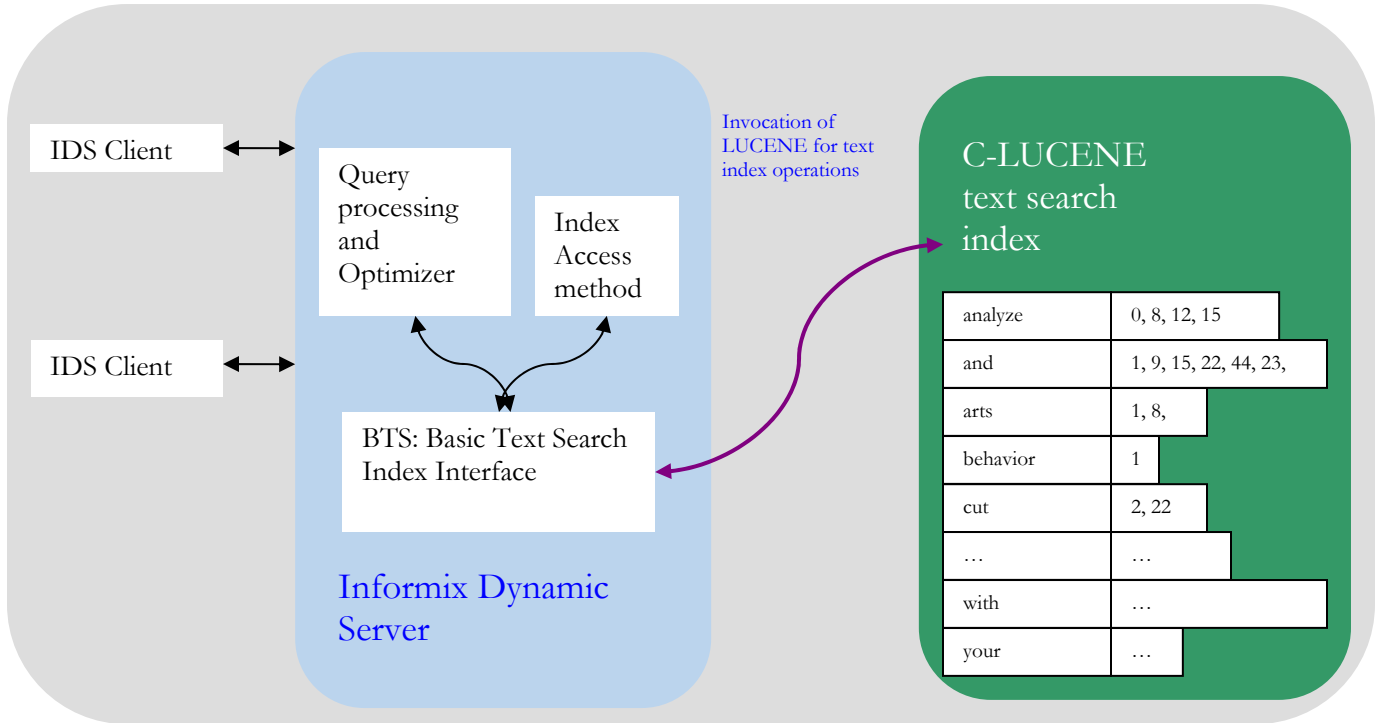 IDS Client
IDS Client
Query
processing
and
Optimizer
Index
Access
method
BTS: Basic Text Search
Index Interface
Informix Dynamic
Server
Invocation of
LUCENE for text
index operations
C-LUCENE
text search
index
analyze 0, 8, 12, 15
and 1, 9, 15, 22, 44, 23,
arts 1, 8,
behavior 1
cut 2, 22
… …
with …
your …